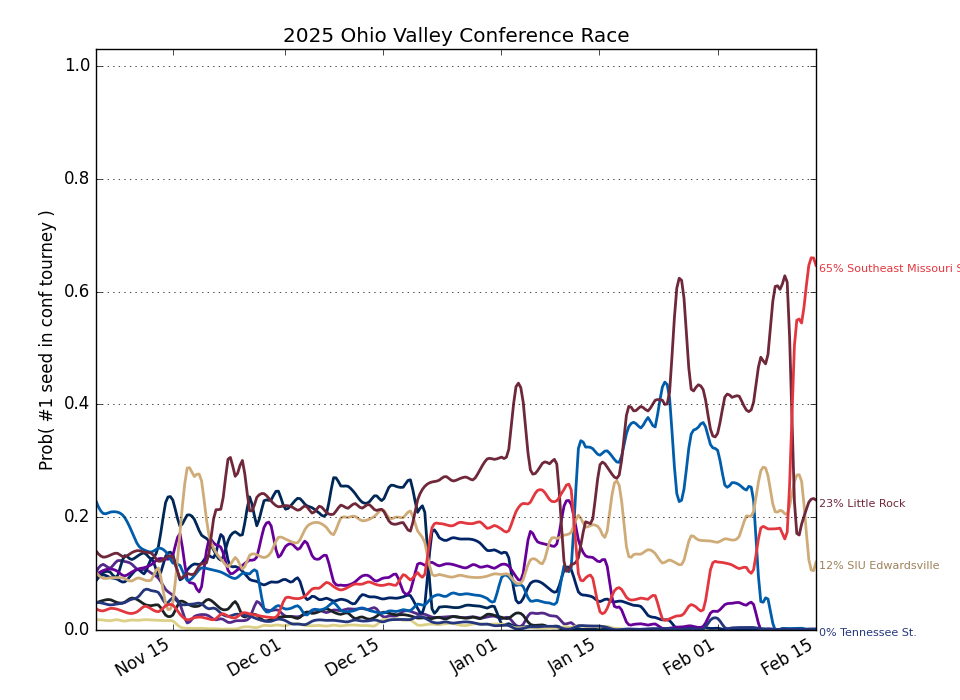 2025 Ohio Valley Conference Race
Prob( #1 seed in conf tourney )
1.0
0.8
0.6
0.4
0.2
0.0
65% Southeast Missouri S
23% Little Rock
12% SIU Edwardsville
0% Tennessee St.
Nov 15
Dec 01
Dec 15
Jan 01
Jan 15
Feb 01
Feb 15